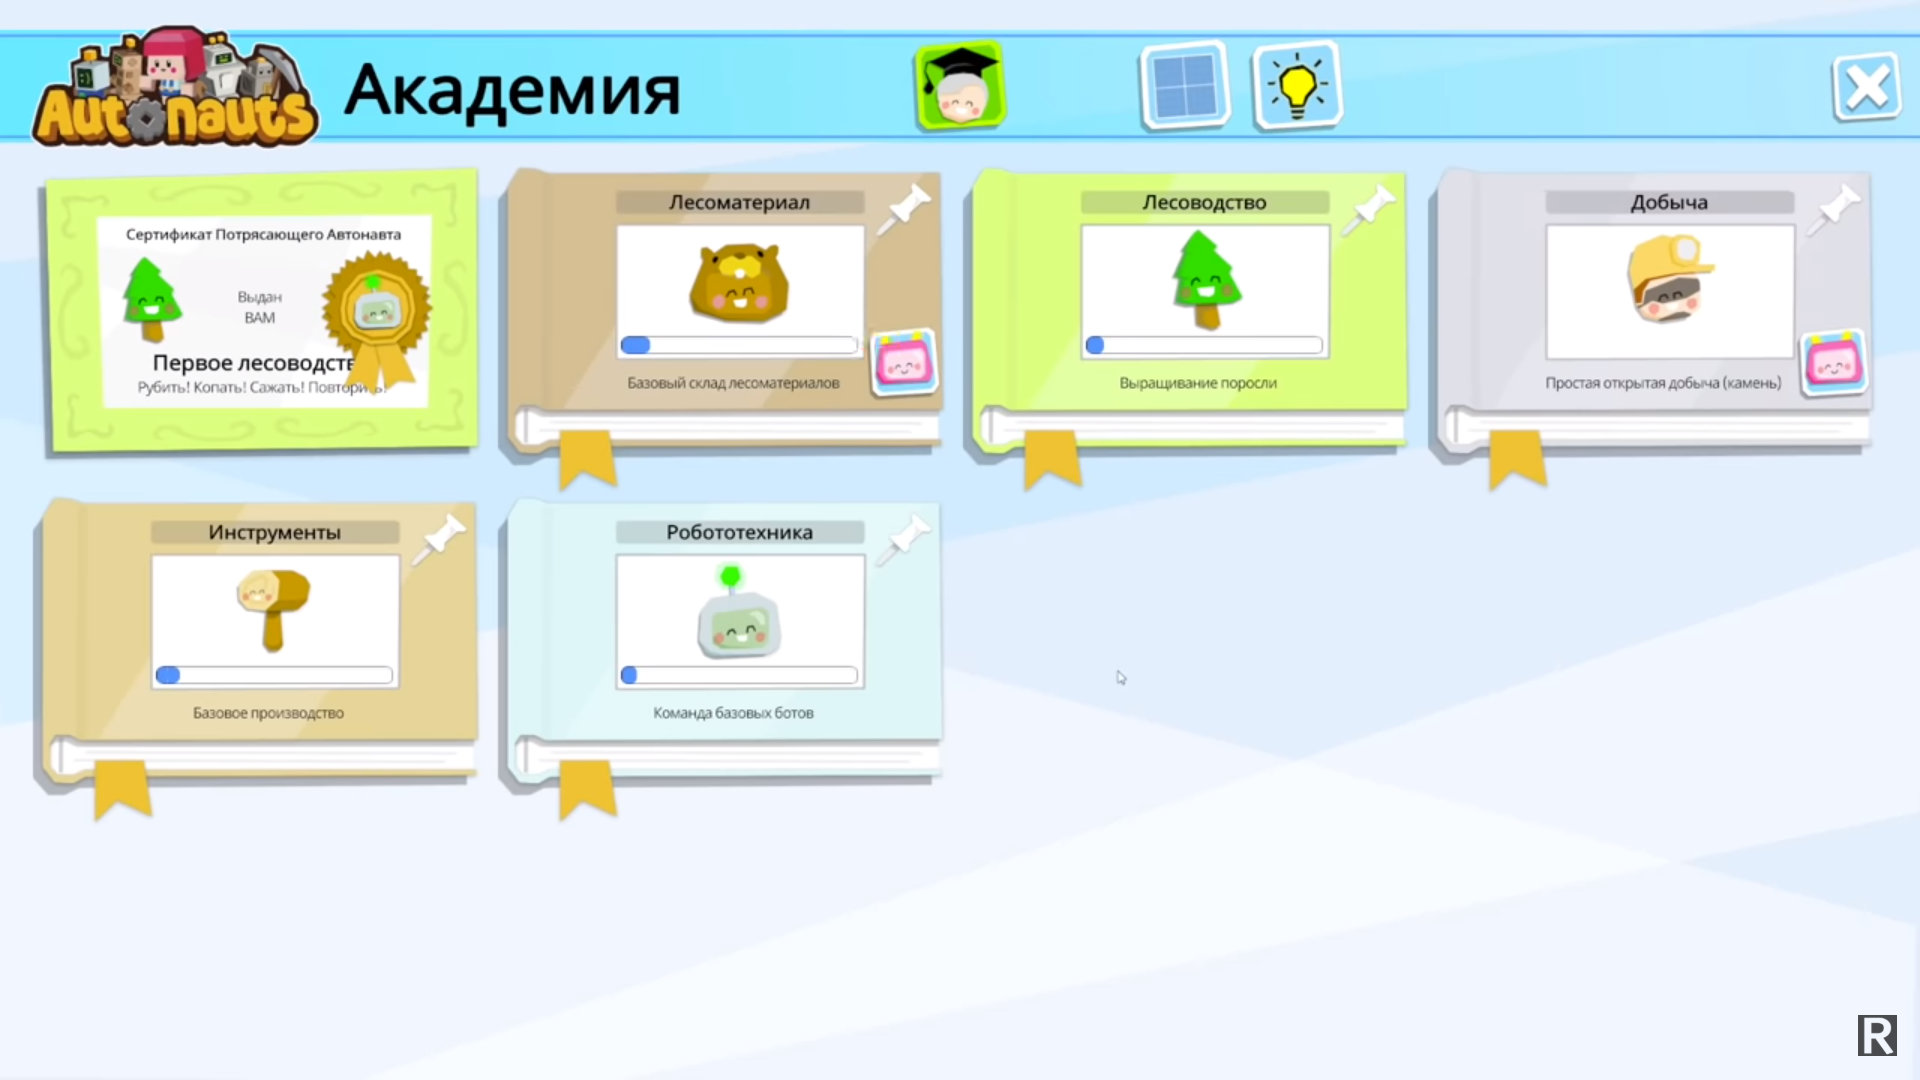 Autonauts
Академия
Сертификат Потрясающего Автонавта
Выдан
ВАМ
Первое лесоводств
Рубить! Копать! Сажать! Повторить!
Лесоматериал
Базовый склад лесоматериалов
Лесоводство
Выращивание поросли
Добыча
Простая открытая добыча (камень)
Инструменты
Базовое производство
Робототехника
Команда базовых ботов
R